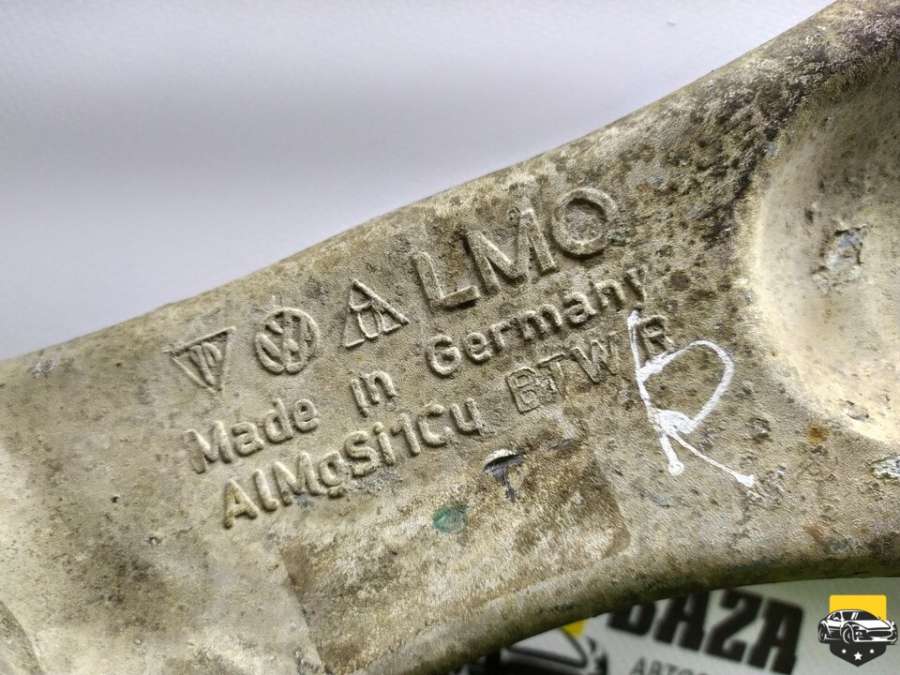 LMO
Made in Germany
AlMgSi1Cu BTW R
R
BAZA